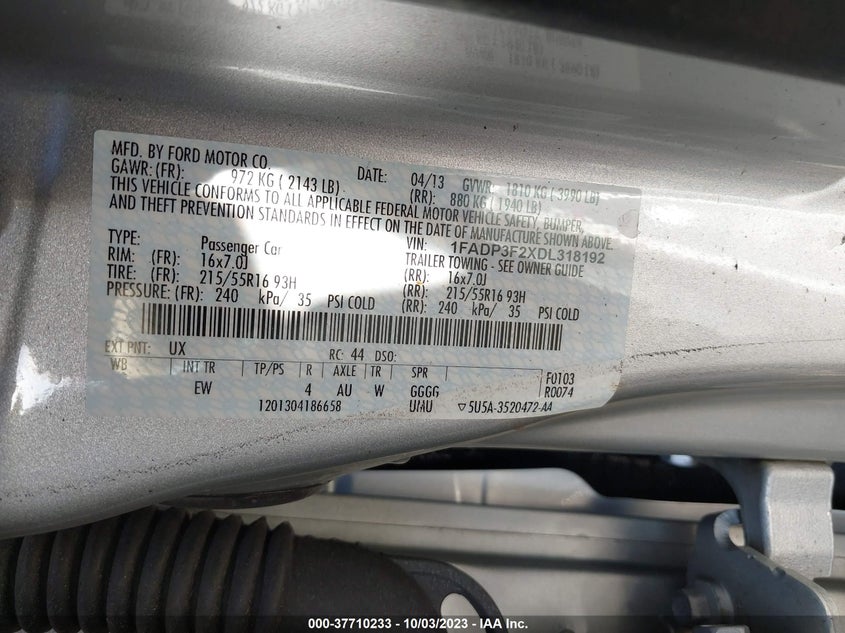 MFD. BY FORD MOTOR CO.
DATE: 04/13 GVWR: 1810 KG ( 3990 LB)
GAWR: (FR): 972 KG ( 2143 LB) (RR): 880 KG ( 1940 LB)
THIS VEHICLE CONFORMS TO ALL APPLICABLE FEDERAL MOTOR VEHICLE SAFETY, BUMPER,
AND THEFT PREVENTION STANDARDS IN EFFECT ON THE DATE OF MANUFACTURE SHOWN ABOVE.
VIN: 1FADP3F2XDL318192
TYPE: Passenger Car TRAILER TOWING - SEE OWNER GUIDE
RIM: (FR): 16x7.0J (RR): 16x7.0J
TIRE: (FR): 215/55R16 93H (RR): 215/55R16 93H
PRESSURE: (FR): 240 kPa/ 35 PSI COLD (RR): 240 kPa/ 35 PSI COLD
EXT PNT: UX RC: 44 DSO:
WB INT TR TP/PS R AXLE TR SPR
EW 4 AU W GGGG
F0103
R0074
1201304186658 UMAU ▽5U5A-3520472-AA
000-37710233 - 10/03/2023 - IAA Inc.